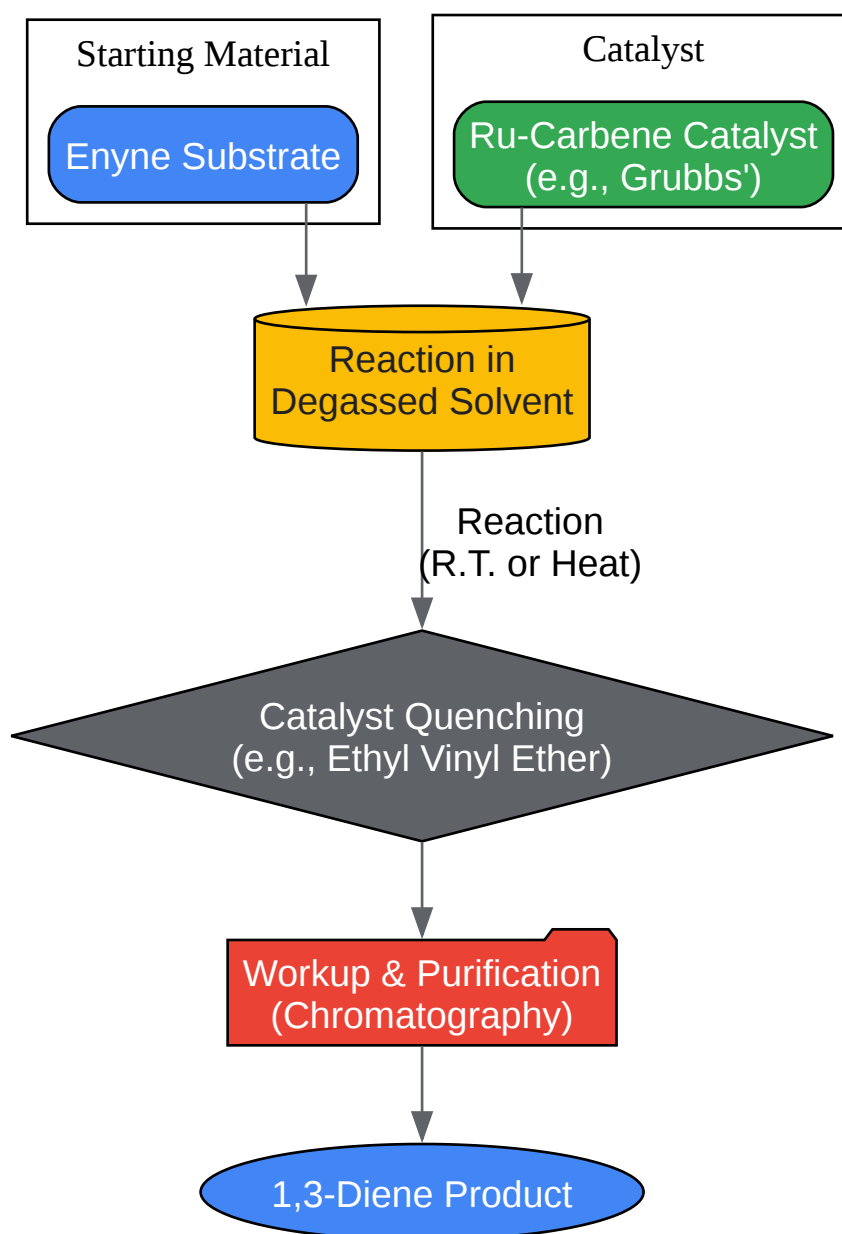 Starting Material
Catalyst
Enyne Substrate
Ru-Carbene Catalyst
(e.g., Grubbs')
Reaction in
Degassed Solvent
Reaction
(R.T. or Heat)
Catalyst Quenching
(e.g., Ethyl Vinyl Ether)
Workup & Purification
(Chromatography)
1,3-Diene Product